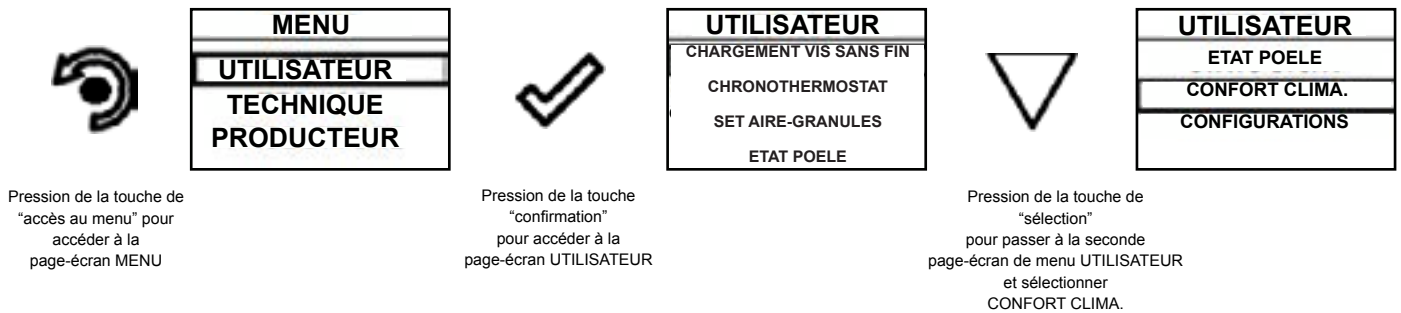 MENU
UTILISATEUR
TECHNIQUE
PRODUCTEUR
UTILISATEUR
CHARGEMENT VIS SANS FIN
CHRONOTHERMOSTAT
SET AIRE-GRANULES
ETAT POELE
UTILISATEUR
ETAT POELE
CONFORT CLIMA.
CONFIGURATIONS
Pression de la touche de
“accès au menu” pour
accéder à la
page-écran MENU
Pression de la touche
“confirmation”
pour accéder à la
page-écran UTILISATEUR
Pression de la touche de
“sélection”
pour passer à la seconde
page-écran de menu UTILISATEUR
et sélectionner
CONFORT CLIMA.